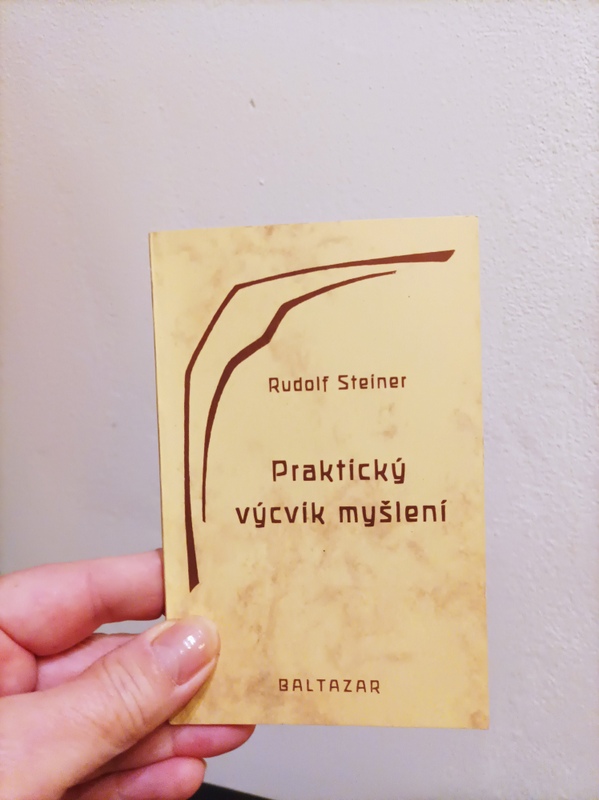 Rudolf Steiner
Praktický
výcvik myšlení
BALTAZAR